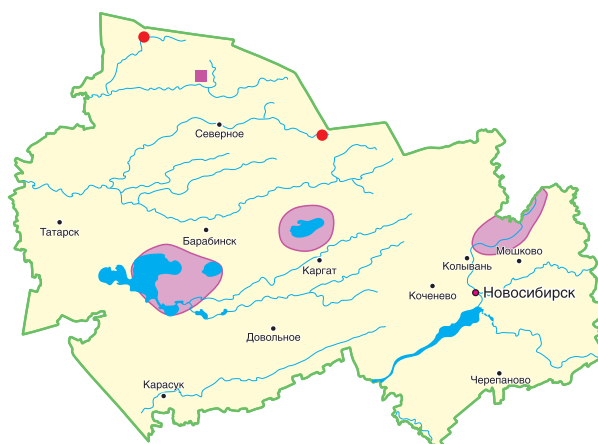 Северное
Татарск
Барабинск
Мошково
Колывань
Каргат
Коченево
Новосибирск
Довольное
Черепаново
Карасук